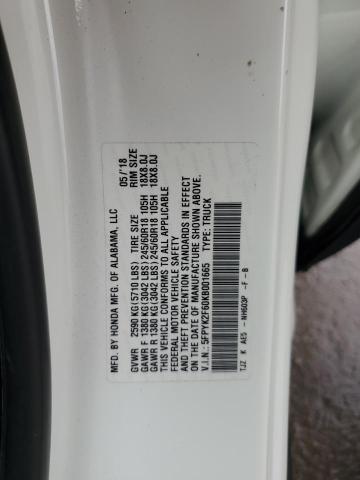 MFD. BY HONDA MFG. OF ALABAMA, LLC 05/'18
GVWR 2590 KG(5710 LBS) TIRE SIZE RIM SIZE
GAWR F 1380 KG(3042 LBS) 245/60R18 105H 18X8.0J
GAWR R 1380 KG(3042 LBS) 245/60R18 105H 18X8.0J
THIS VEHICLE CONFORMS TO ALL APPLICABLE
FEDERAL MOTOR VEHICLE SAFETY
AND THEFT PREVENTION STANDARDS IN EFFECT
ON THE DATE OF MANUFACTURE SHOWN ABOVE.
V.I.N.: 5FPYK2F60KB001665 TYPE: TRUCK
TJZ K AE5 - NH603P -F -B